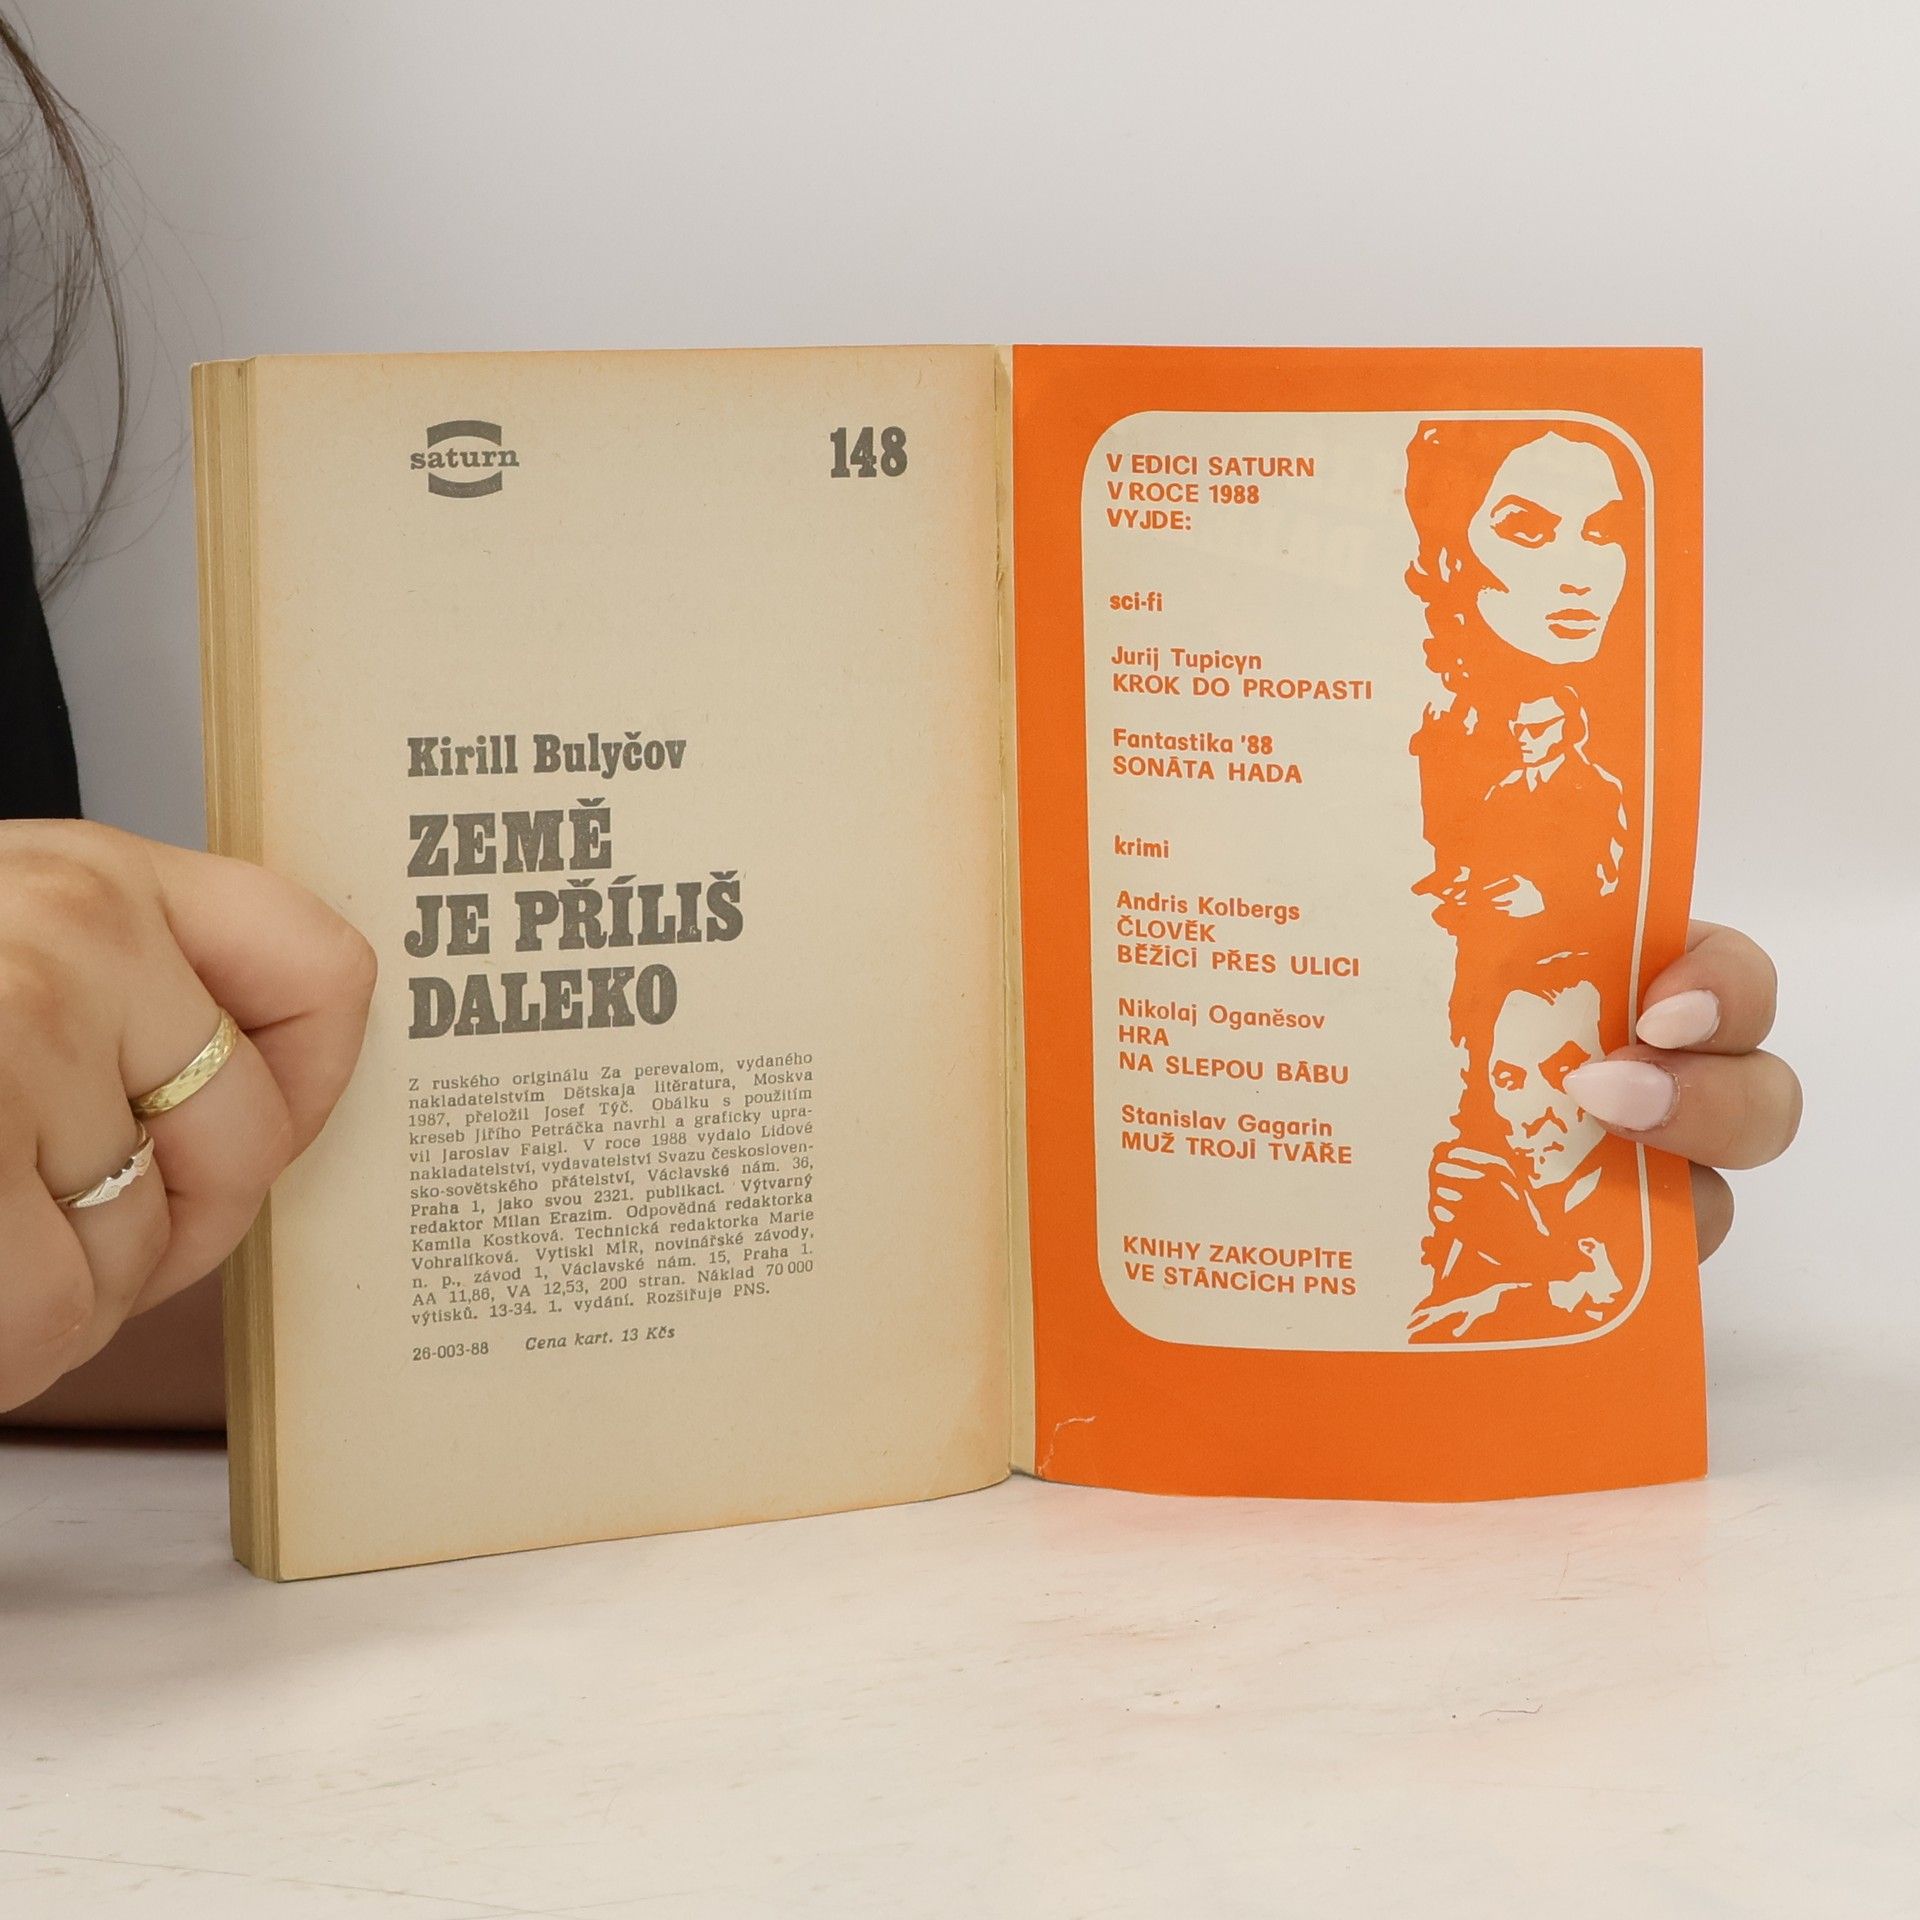 saturn
148
Kirill Bulyčov
ZEMĚ
JE PŘÍLIŠ
DALEKO
Z ruského originálu Za perevalom, vydaného
nakladatelstvím Dětskaja litěratura, Moskva
1987, přeložil Josef Týč. Obálku s použitím
kreseb Jiřího Petráčka navrhl a graficky upra-
vil Jaroslav Faigl. V roce 1988 vydalo Lidové
nakladatelství, vydavatelství Svazu českosloven-
sko-sovětského přátelství, Václavské nám. 36,
Praha 1, jako svou 2321. publikaci. Výtvarný
redaktor Milan Erazim. Odpovědná redaktorka
Kamila Kostková. Technická redaktorka Marie
Vohralíková. Vytiskl MÍR, novinářské závody,
n. p., závod 1, Václavské nám. 15, Praha 1.
AA 11,86, VA 12,53, 200 stran. Náklad 70 000
výtisků. 13-34. 1. vydání. Rozšiřuje PNS.
26-003-88 Cena kart. 13 Kčs
V EDICI SATURN
V ROCE 1988
VYJDE:
sci-fi
Jurij Tupicyn
KROK DO PROPASTI
Fantastika '88
SONÁTA HADA
krimi
Andris Kolbergs
ČLOVĚK
BĚŽÍCÍ PŘES ULICI
Nikolaj Oganěsov
HRA
NA SLEPOU BÁBU
Stanislav Gagarin
MUŽ TROJÍ TVÁŘE
KNIHY ZAKOUPÍTE
VE STÁNCÍCH PNS